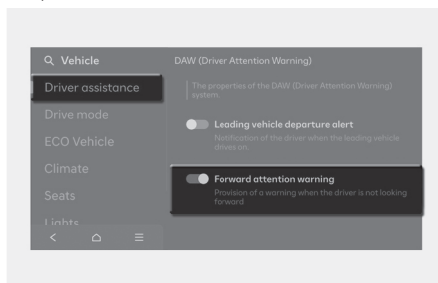 Vehicle
Driver assistance
Drive mode
ECO Vehicle
Climate
Seats
Lights
DAW (Driver Attention Warning)
The properties of the DAW (Driver Attention Warning)
system.
Leading vehicle departure alert
Notification of the driver when the leading vehicle
drives on
Forward attention warning
Provision of a warning when the driver is not looking
forward